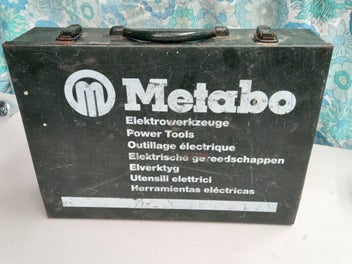 Metabo
Elektrowerkzeuge
Power Tools
Outillage électrique
Elektrische gereedschappen
Elverktyg
Utensili elettrici
Herramientas eléctricas